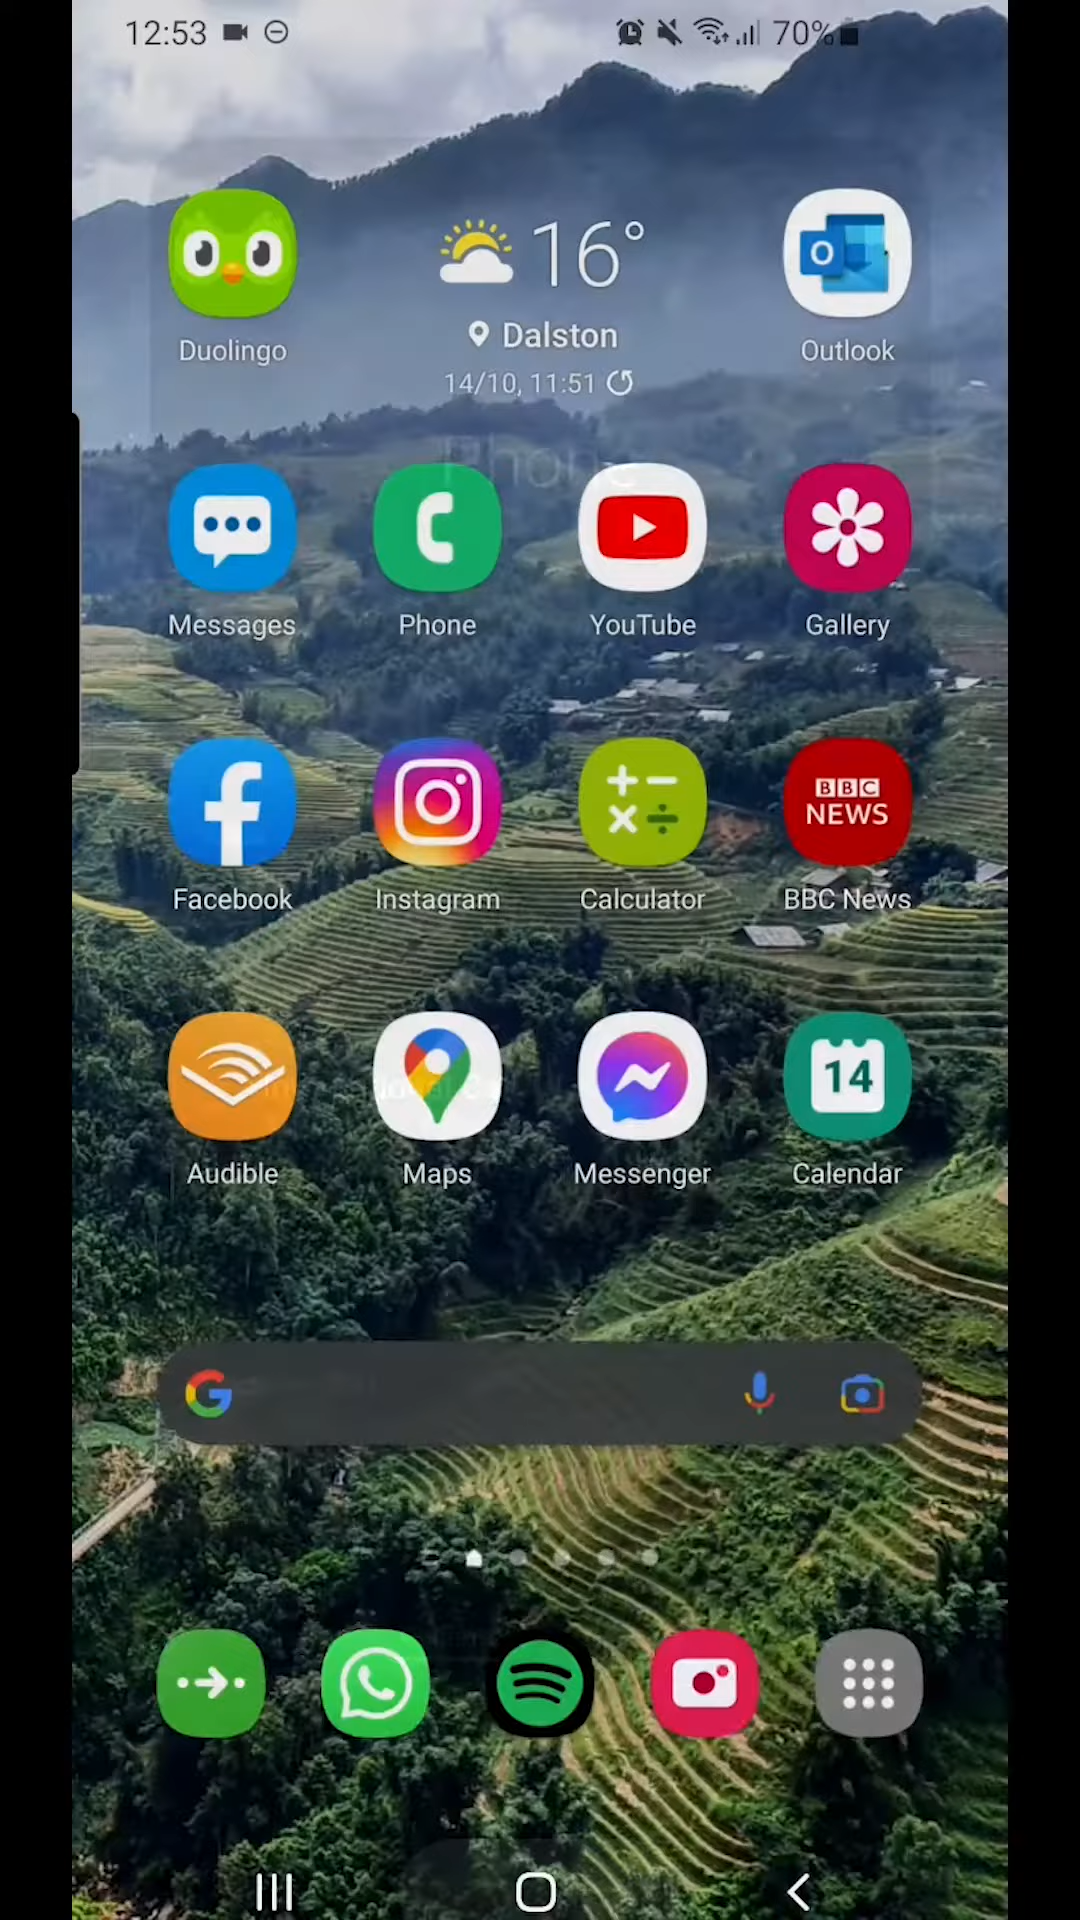 12:53 70%
16°
Dalston
14/10, 11:51
Duolingo
Outlook
Messages
Phone
YouTube
Gallery
BBC
NEWS
Facebook
Instagram
Calculator
BBC News
14
Audible
Maps
Messenger
Calendar